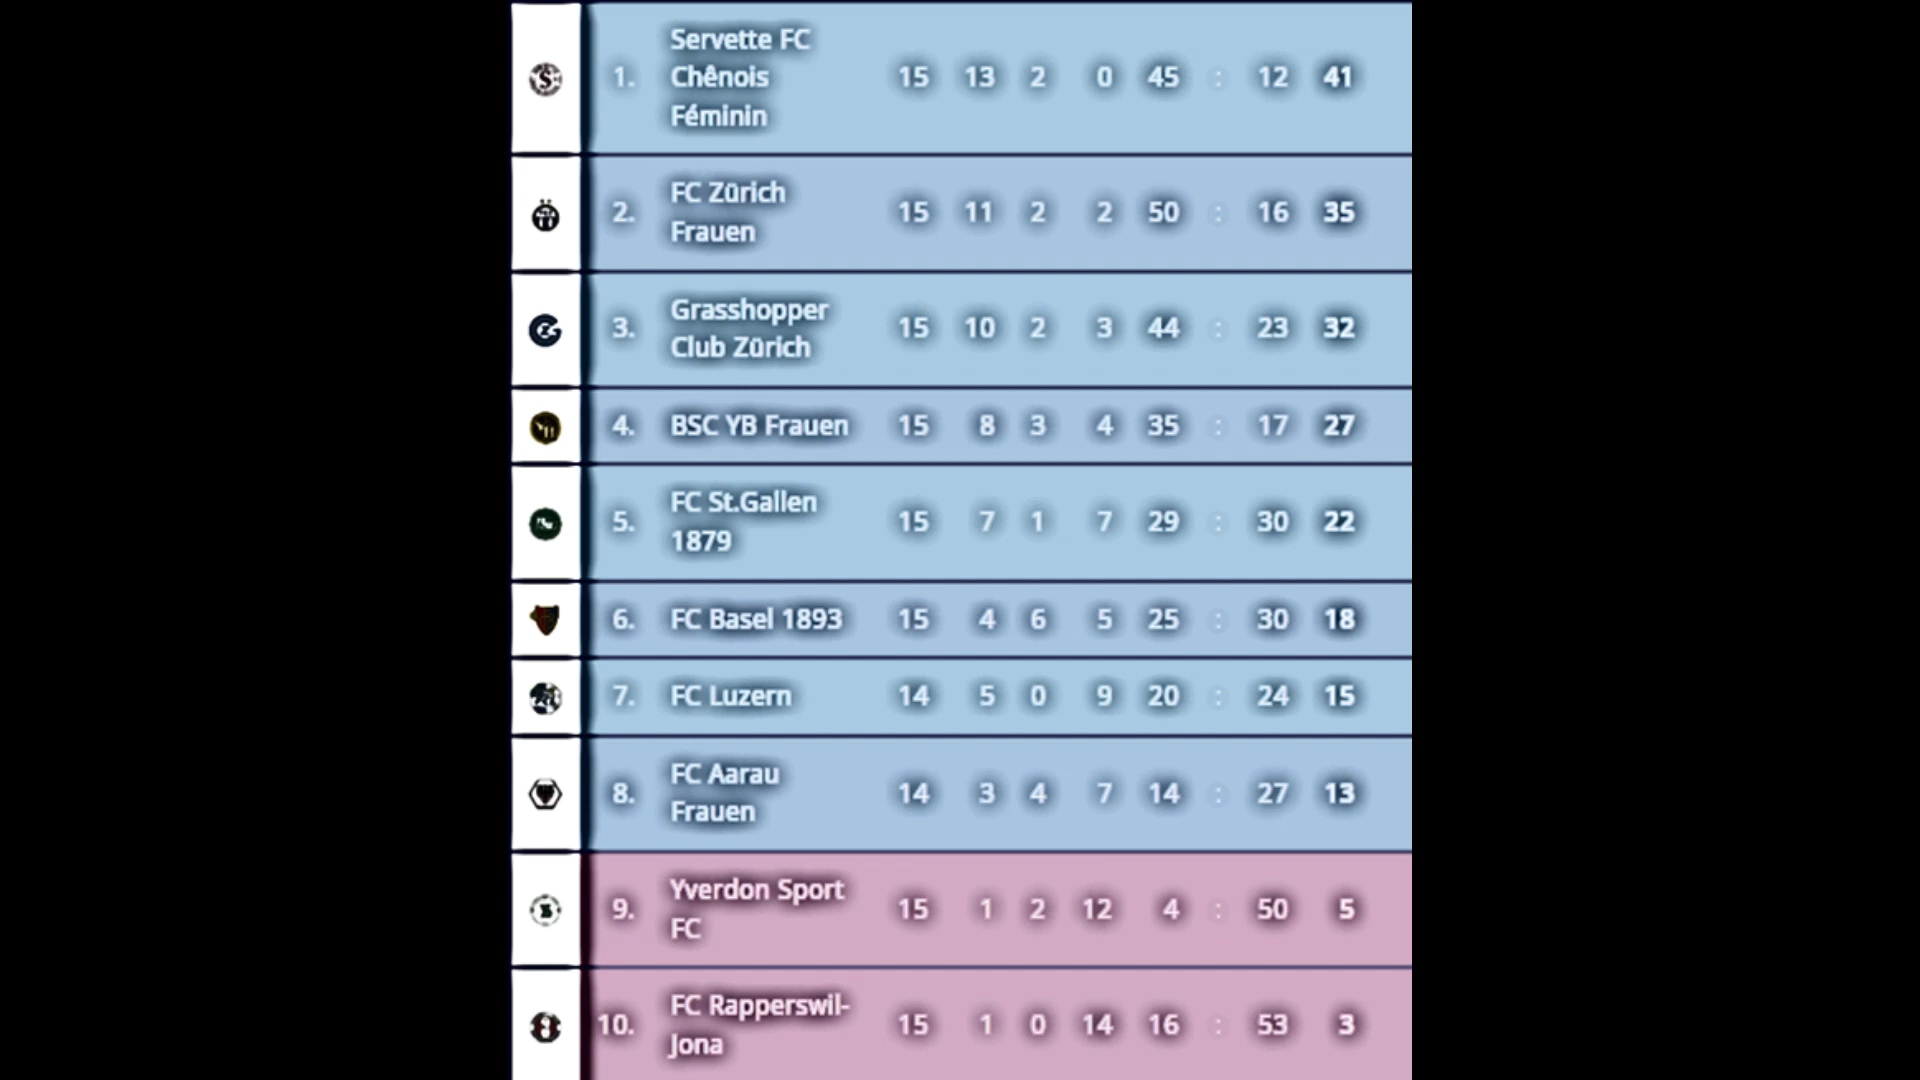 1. Servette FC Chênois Féminin 15 13 2 0 45 : 12 41
2. FC Zürich Frauen 15 11 2 2 50 : 16 35
3. Grasshopper Club Zürich 15 10 2 3 44 : 23 32
4. BSC YB Frauen 15 8 3 4 35 : 17 27
5. FC St.Gallen 1879 15 7 1 7 29 : 30 22
6. FC Basel 1893 15 4 6 5 25 : 30 18
7. FC Luzern 14 5 0 9 20 : 24 15
8. FC Aarau Frauen 14 3 4 7 14 : 27 13
9. Yverdon Sport FC 15 1 2 12 4 : 50 5
10. FC Rapperswil-Jona 15 1 0 14 16 : 53 3